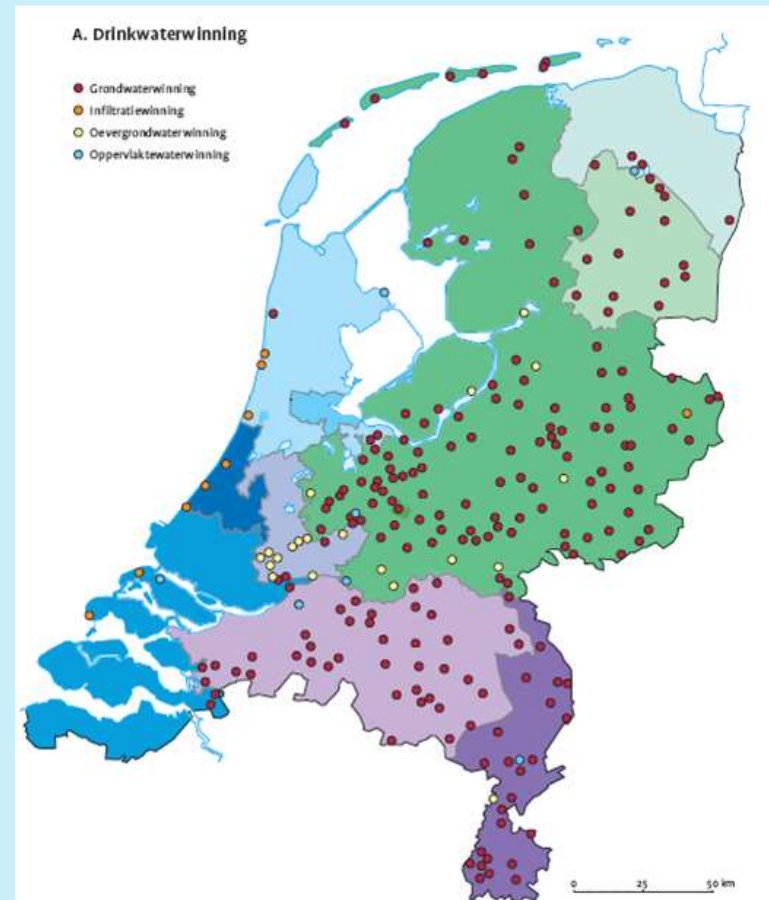 A. Drinkwaterwinning
Grondwaterwinning
Infiltratiewinning
Oevergrondwaterwinning
Oppervlaktewaterwinning
0 25 50 km